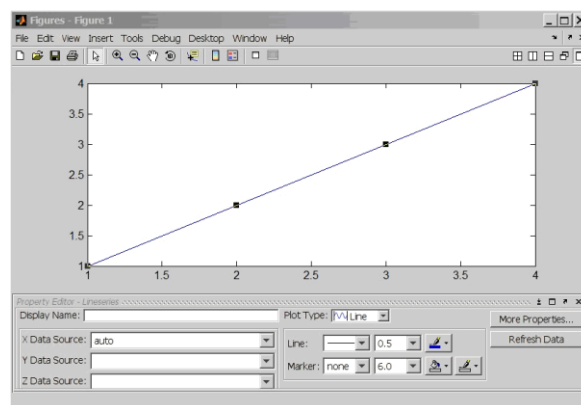 Figures - Figure 1
File Edit View Insert Tools Debug Desktop Window Help
4
3.5
3
2.5
2
1.5
1
1 1.5 2 2.5 3 3.5 4
Property Editor - Lineseries
Display Name: Plot Type: Line More Properties...
X Data Source: auto Line: 0.5 Refresh Data
Y Data Source: Marker: none 6.0
Z Data Source: